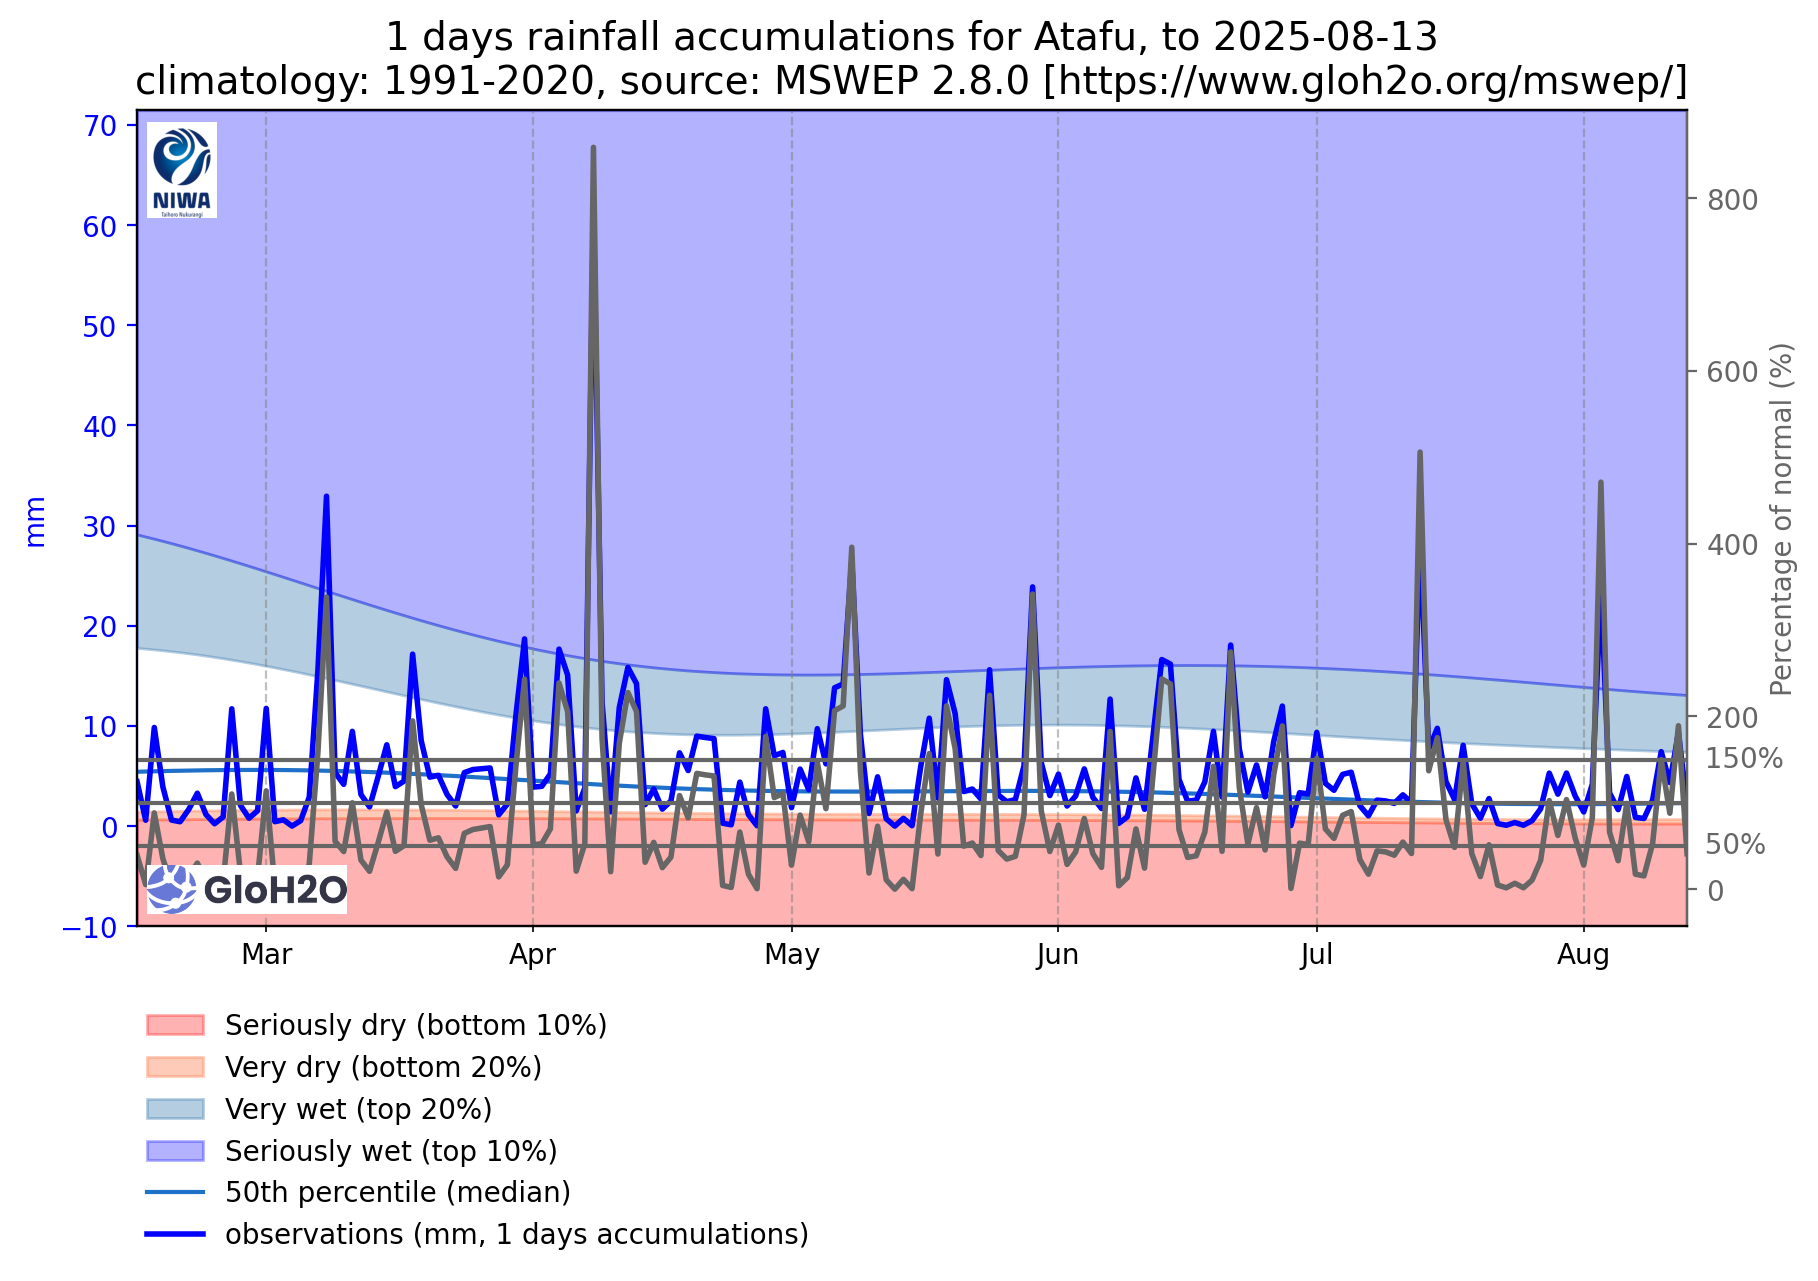 1 days rainfall accumulations for Atafu, to 2025-08-13
climatology: 1991-2020, source: MSWEP 2.8.0 [https://www.gloh2o.org/mswep/]
NIWA
Taihoro Nukurangi
70
60
50
40
30
20
10
0
−10
mm
800
600
400
200
150%
50%
0
Percentage of normal (%)
GloH2O
Mar
Apr
May
Jun
Jul
Aug
Seriously dry (bottom 10%)
Very dry (bottom 20%)
Very wet (top 20%)
Seriously wet (top 10%)
50th percentile (median)
observations (mm, 1 days accumulations)